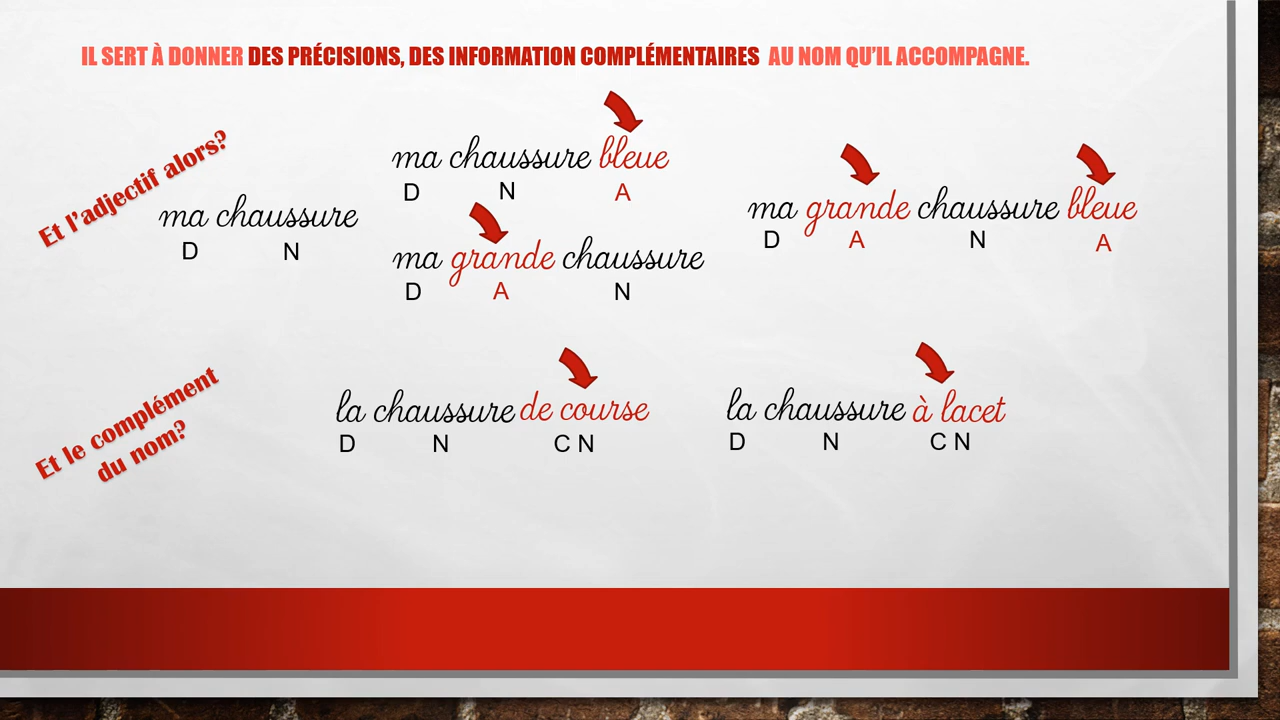 IL SERT À DONNER DES PRÉCISIONS, DES INFORMATION COMPLÉMENTAIRES AU NOM QU'IL ACCOMPAGNE.
Et l'adjectif alors?
ma chaussure
D N
ma chaussure bleue
D N A
ma grande chaussure
D A N
ma grande chaussure bleue
D A N A
Et le complément
du nom?
la chaussure de course
D N C N
la chaussure à lacet
D N C N